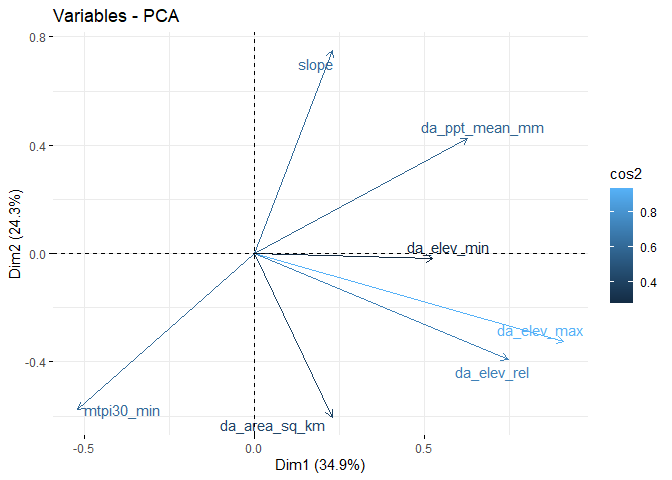 Variables - PCA
0.8
slope
da_ppt_mean_mm
0.4
cos2
0.8
0.6
0.4
da_elev_min
0.0
da_elev_max
da_elev_rel
-0.4
mtpi30_min
da_area_sq_km
-0.5
0.0
0.5
Dim1 (34.9%)
Dim2 (24.3%)